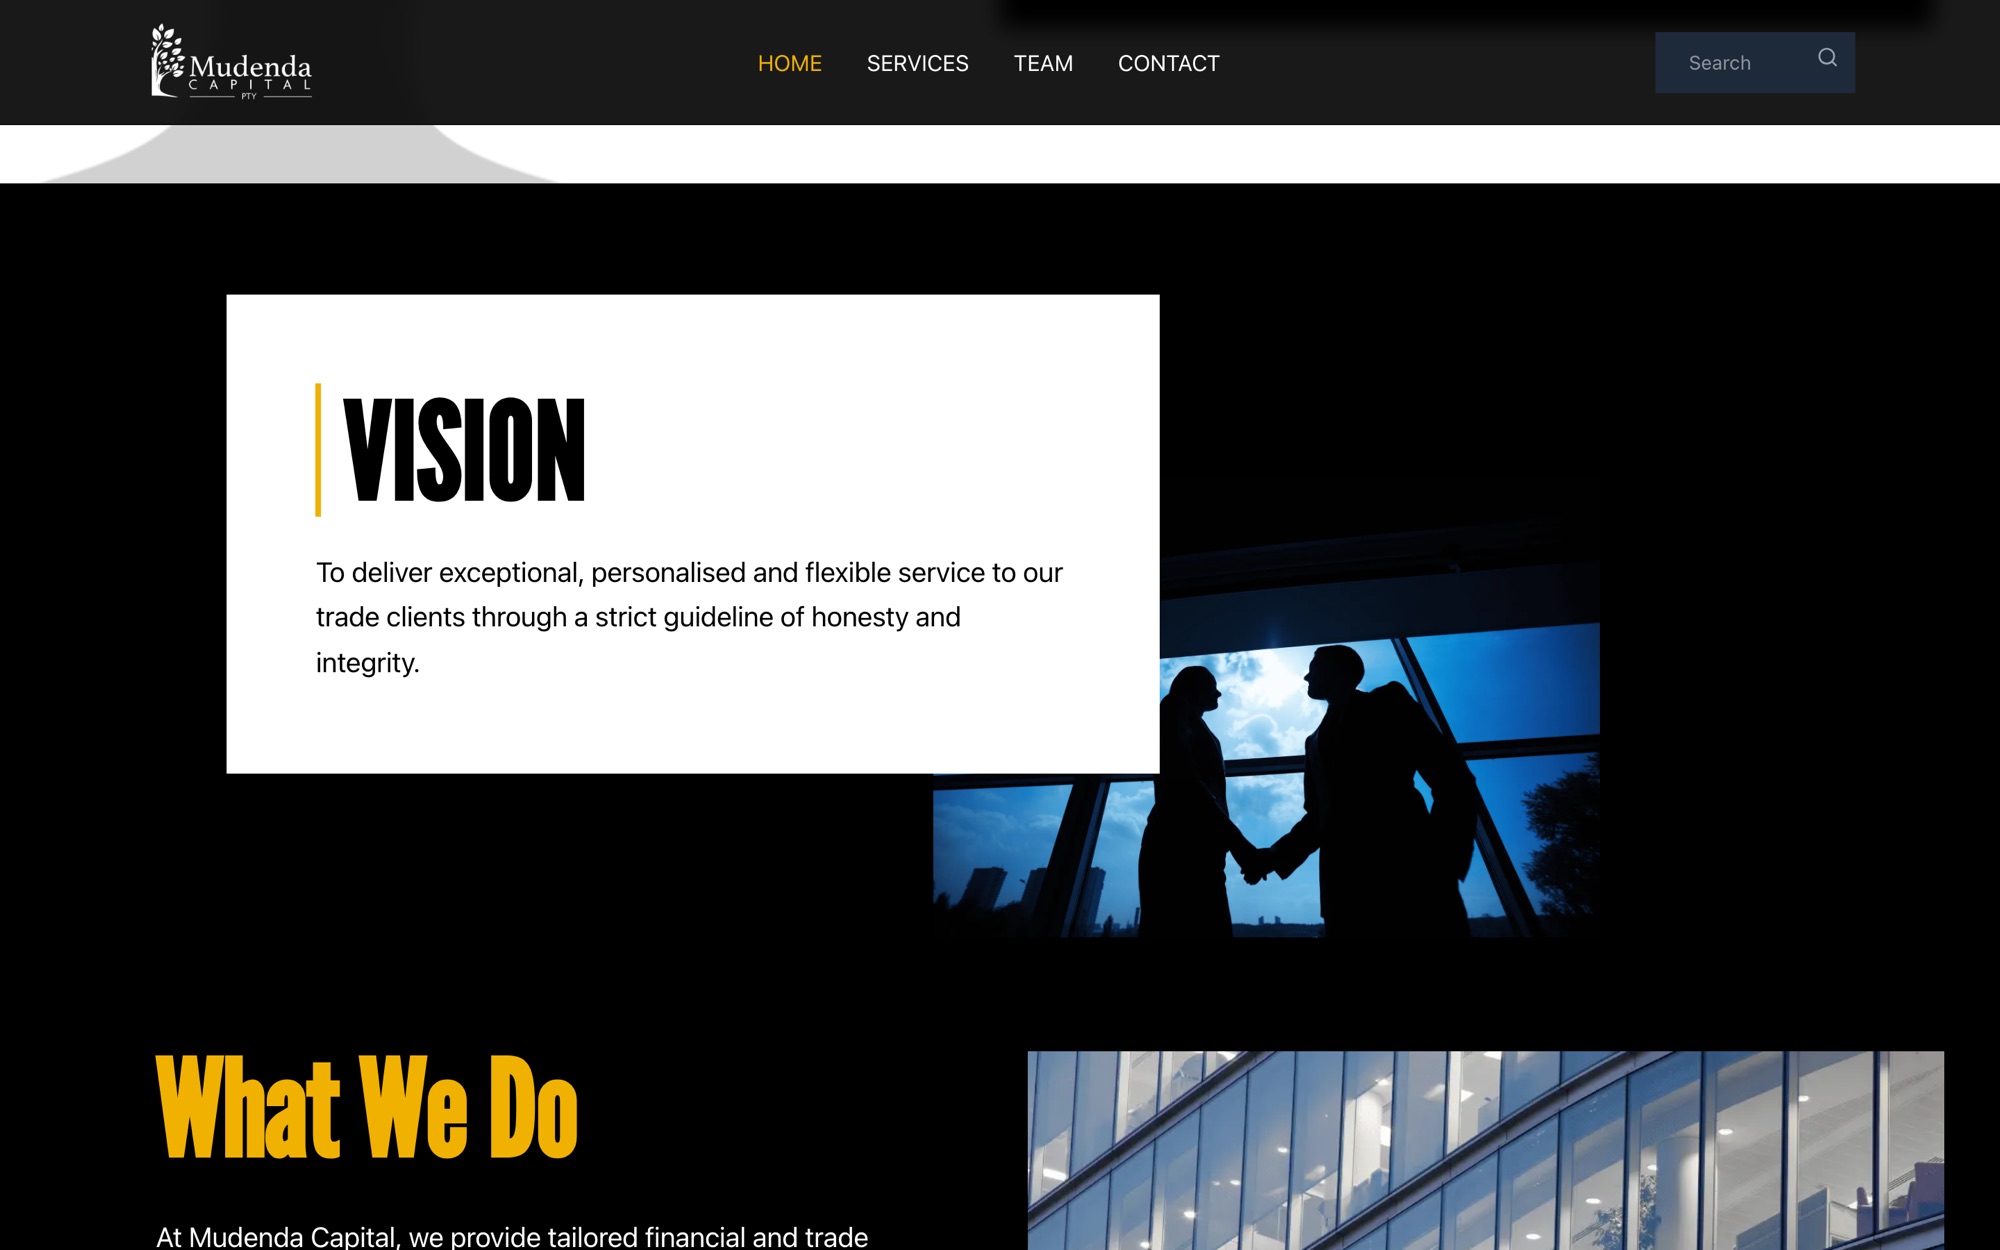 Mudenda
CAPITAL
PTY
HOME SERVICES TEAM CONTACT
Search
VISION
To deliver exceptional, personalised and flexible service to our
trade clients through a strict guideline of honesty and
integrity.
What We Do
At Mudenda Capital, we provide tailored financial and trade